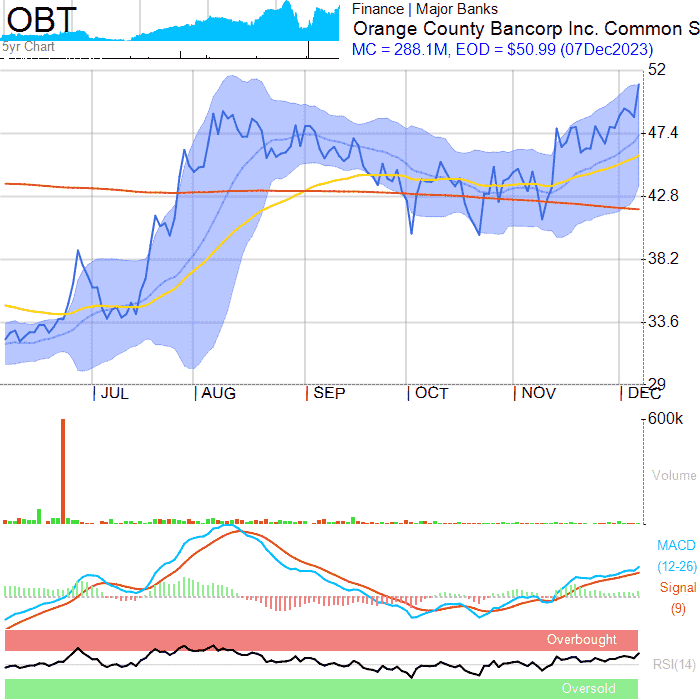 OBT
5yr Chart
Finance | Major Banks
Orange County Bancorp Inc. Common S
MC = 288.1M, EOD = $50.99 (07Dec2023)
52
47.4
42.8
38.2
33.6
29
JUL AUG SEP OCT NOV DEC
600k
Volume
MACD
(12-26)
Signal
(9)
Overbought
RSI(14)
Oversold